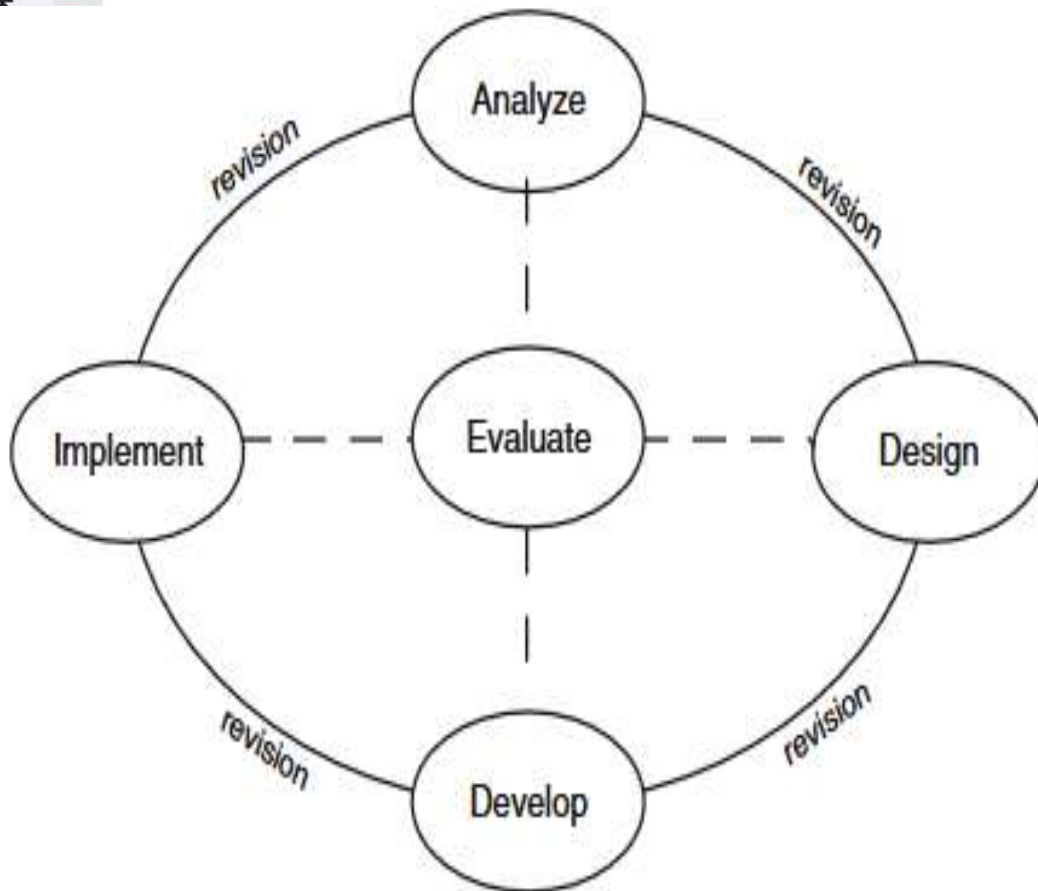 Analyze
revision
revision
Implement
Evaluate
Design
revision
revision
Develop